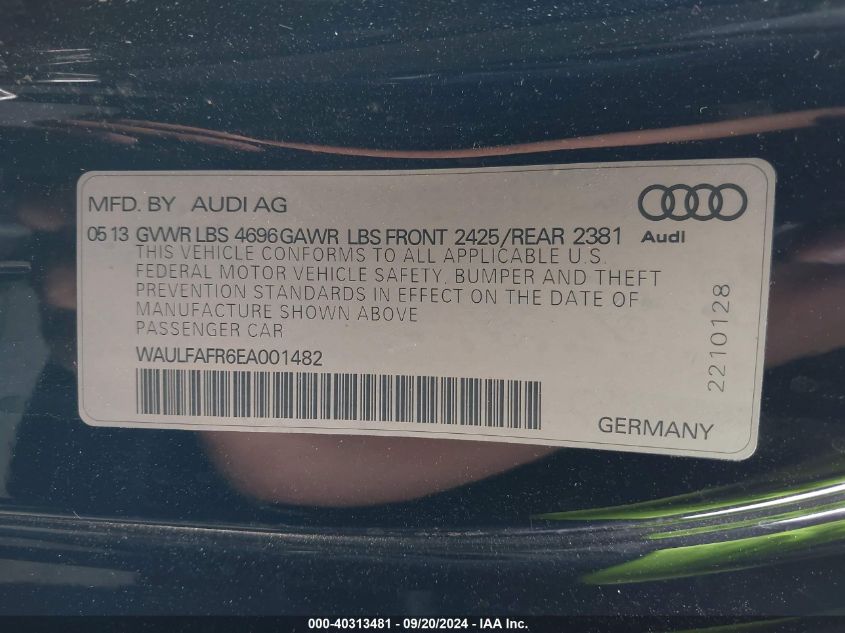 MFD. BY AUDI AG
Audi
05 13 GVWR LBS 4696 GAWR LBS FRONT 2425/REAR 2381
THIS VEHICLE CONFORMS TO ALL APPLICABLE U.S.
FEDERAL MOTOR VEHICLE SAFETY, BUMPER AND THEFT
PREVENTION STANDARDS IN EFFECT ON THE DATE OF
MANUFACTURE SHOWN ABOVE
PASSENGER CAR
WAULFAFR6EA001482
2210128
GERMANY
000-40313481 - 09/20/2024 - IAA Inc.